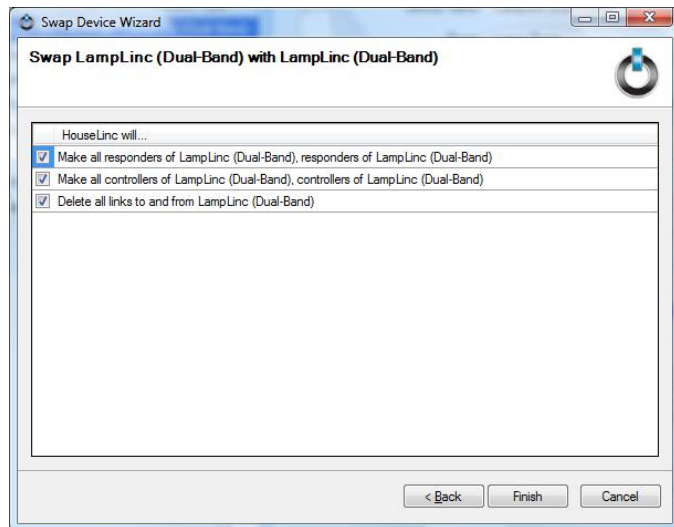 Swap Device Wizard
Swap LampLinc (Dual-Band) with LampLinc (Dual-Band)
HouseLinc will...
Make all responders of LampLinc (Dual-Band), responders of LampLinc (Dual-Band)
Make all controllers of LampLinc (Dual-Band), controllers of LampLinc (Dual-Band)
Delete all links to and from LampLinc (Dual-Band)
< Back
Finish
Cancel